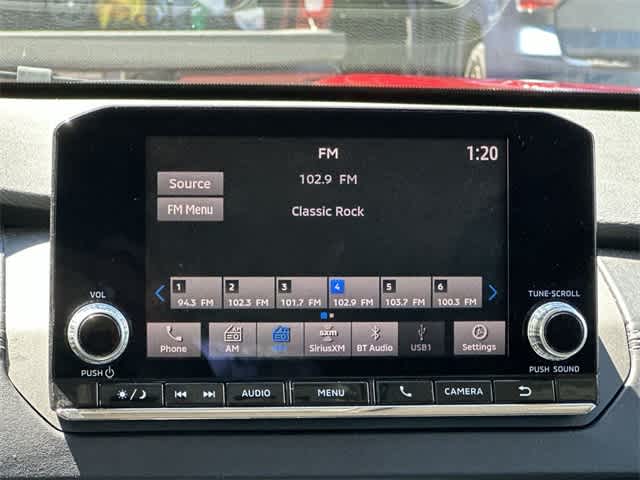 FM
1:20
Source
102.9 FM
FM Menu
Classic Rock
1 2 3 4 5 6
94.3 FM 102.3 FM 101.7 FM 102.9 FM 103.7 FM 100.3 FM
VOL
TUNE-SCROLL
sxm
Phone AM FM SiriusXM BT Audio USB1 Settings
PUSH
PUSH SOUND
AUDIO MENU CAMERA